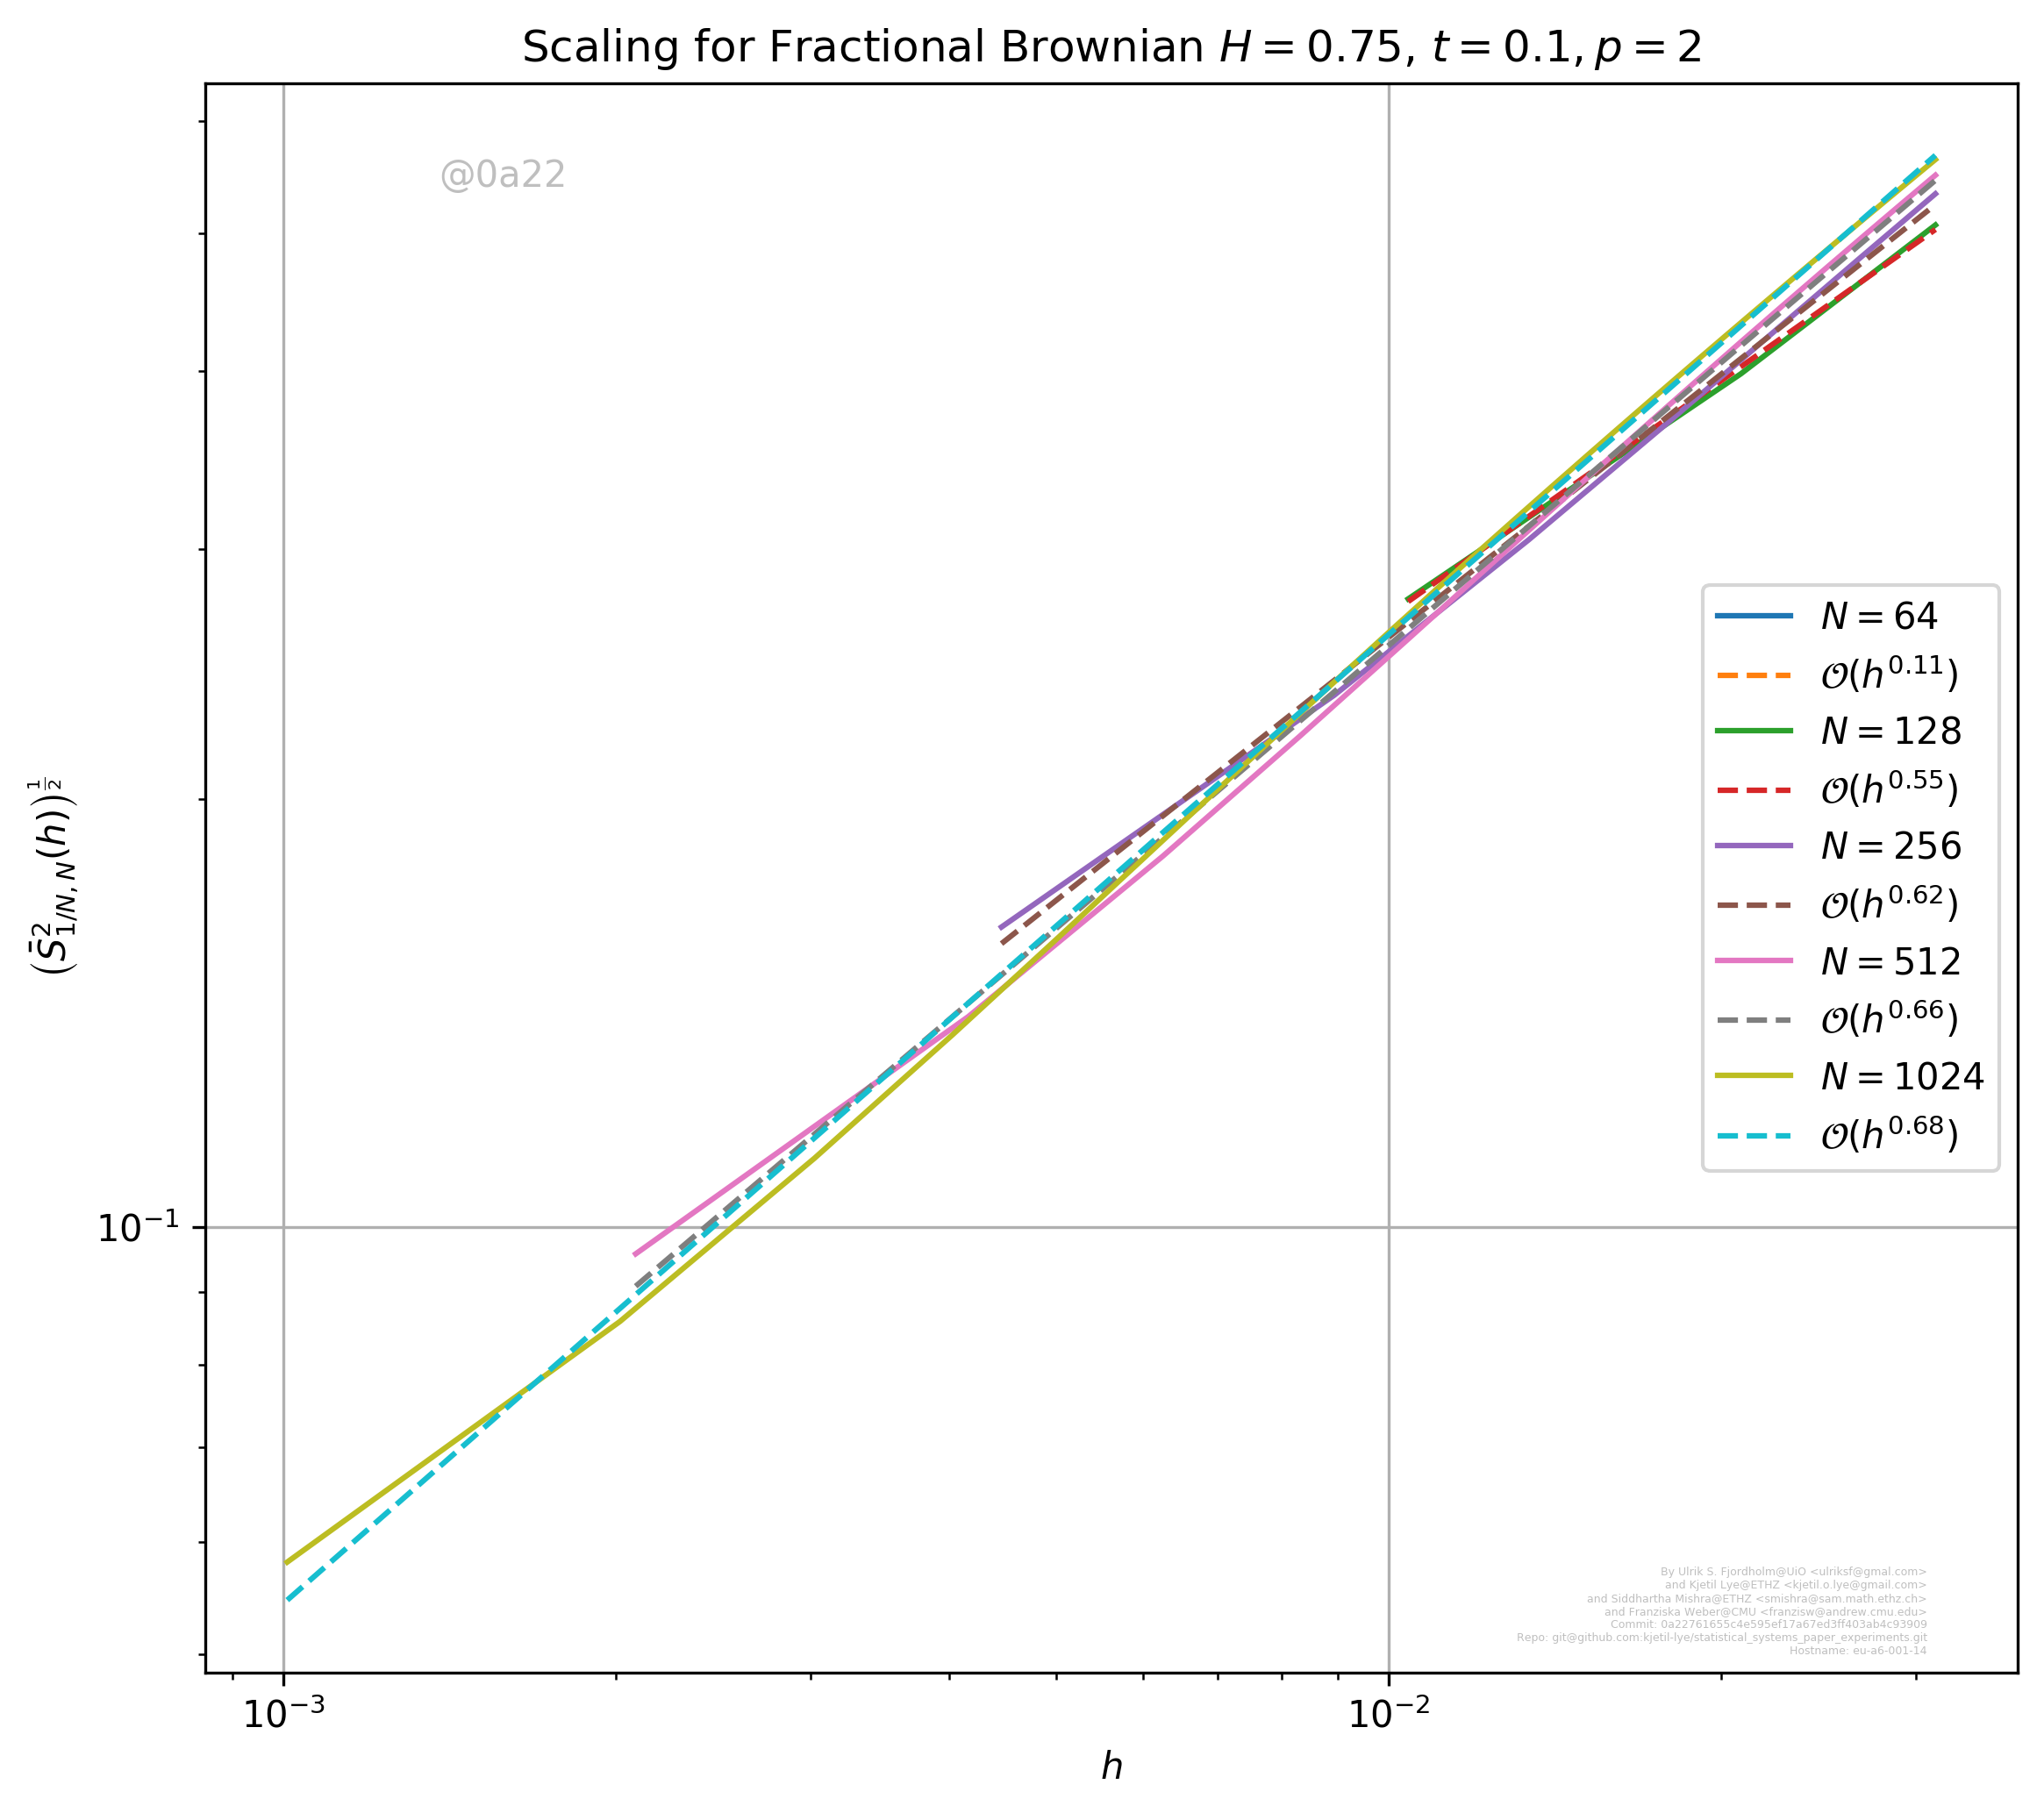 Scaling for Fractional Brownian H = 0.75, t = 0.1, p = 2
@0a22
(S̄²₁/N, N(h))^½
10⁻¹
N = 64
𝒪(h^0.11)
N = 128
𝒪(h^0.55)
N = 256
𝒪(h^0.62)
N = 512
𝒪(h^0.66)
N = 1024
𝒪(h^0.68)
By Ulrik S. Fjordholm@UiO <ulriksf@gmal.com>
and Kjetil Lye@ETHZ <kjetil.o.lye@gmail.com>
and Siddhartha Mishra@ETHZ <smishra@sam.math.ethz.ch>
and Franziska Weber@CMU <franzisw@andrew.cmu.edu>
Commit: 0a22761655c4e595ef17a67ed3ff403ab4c93909
Repo: git@github.com:kjetil-lye/statistical_systems_paper_experiments.git
Hostname: eu-a6-001-14
10⁻³ 10⁻²
h